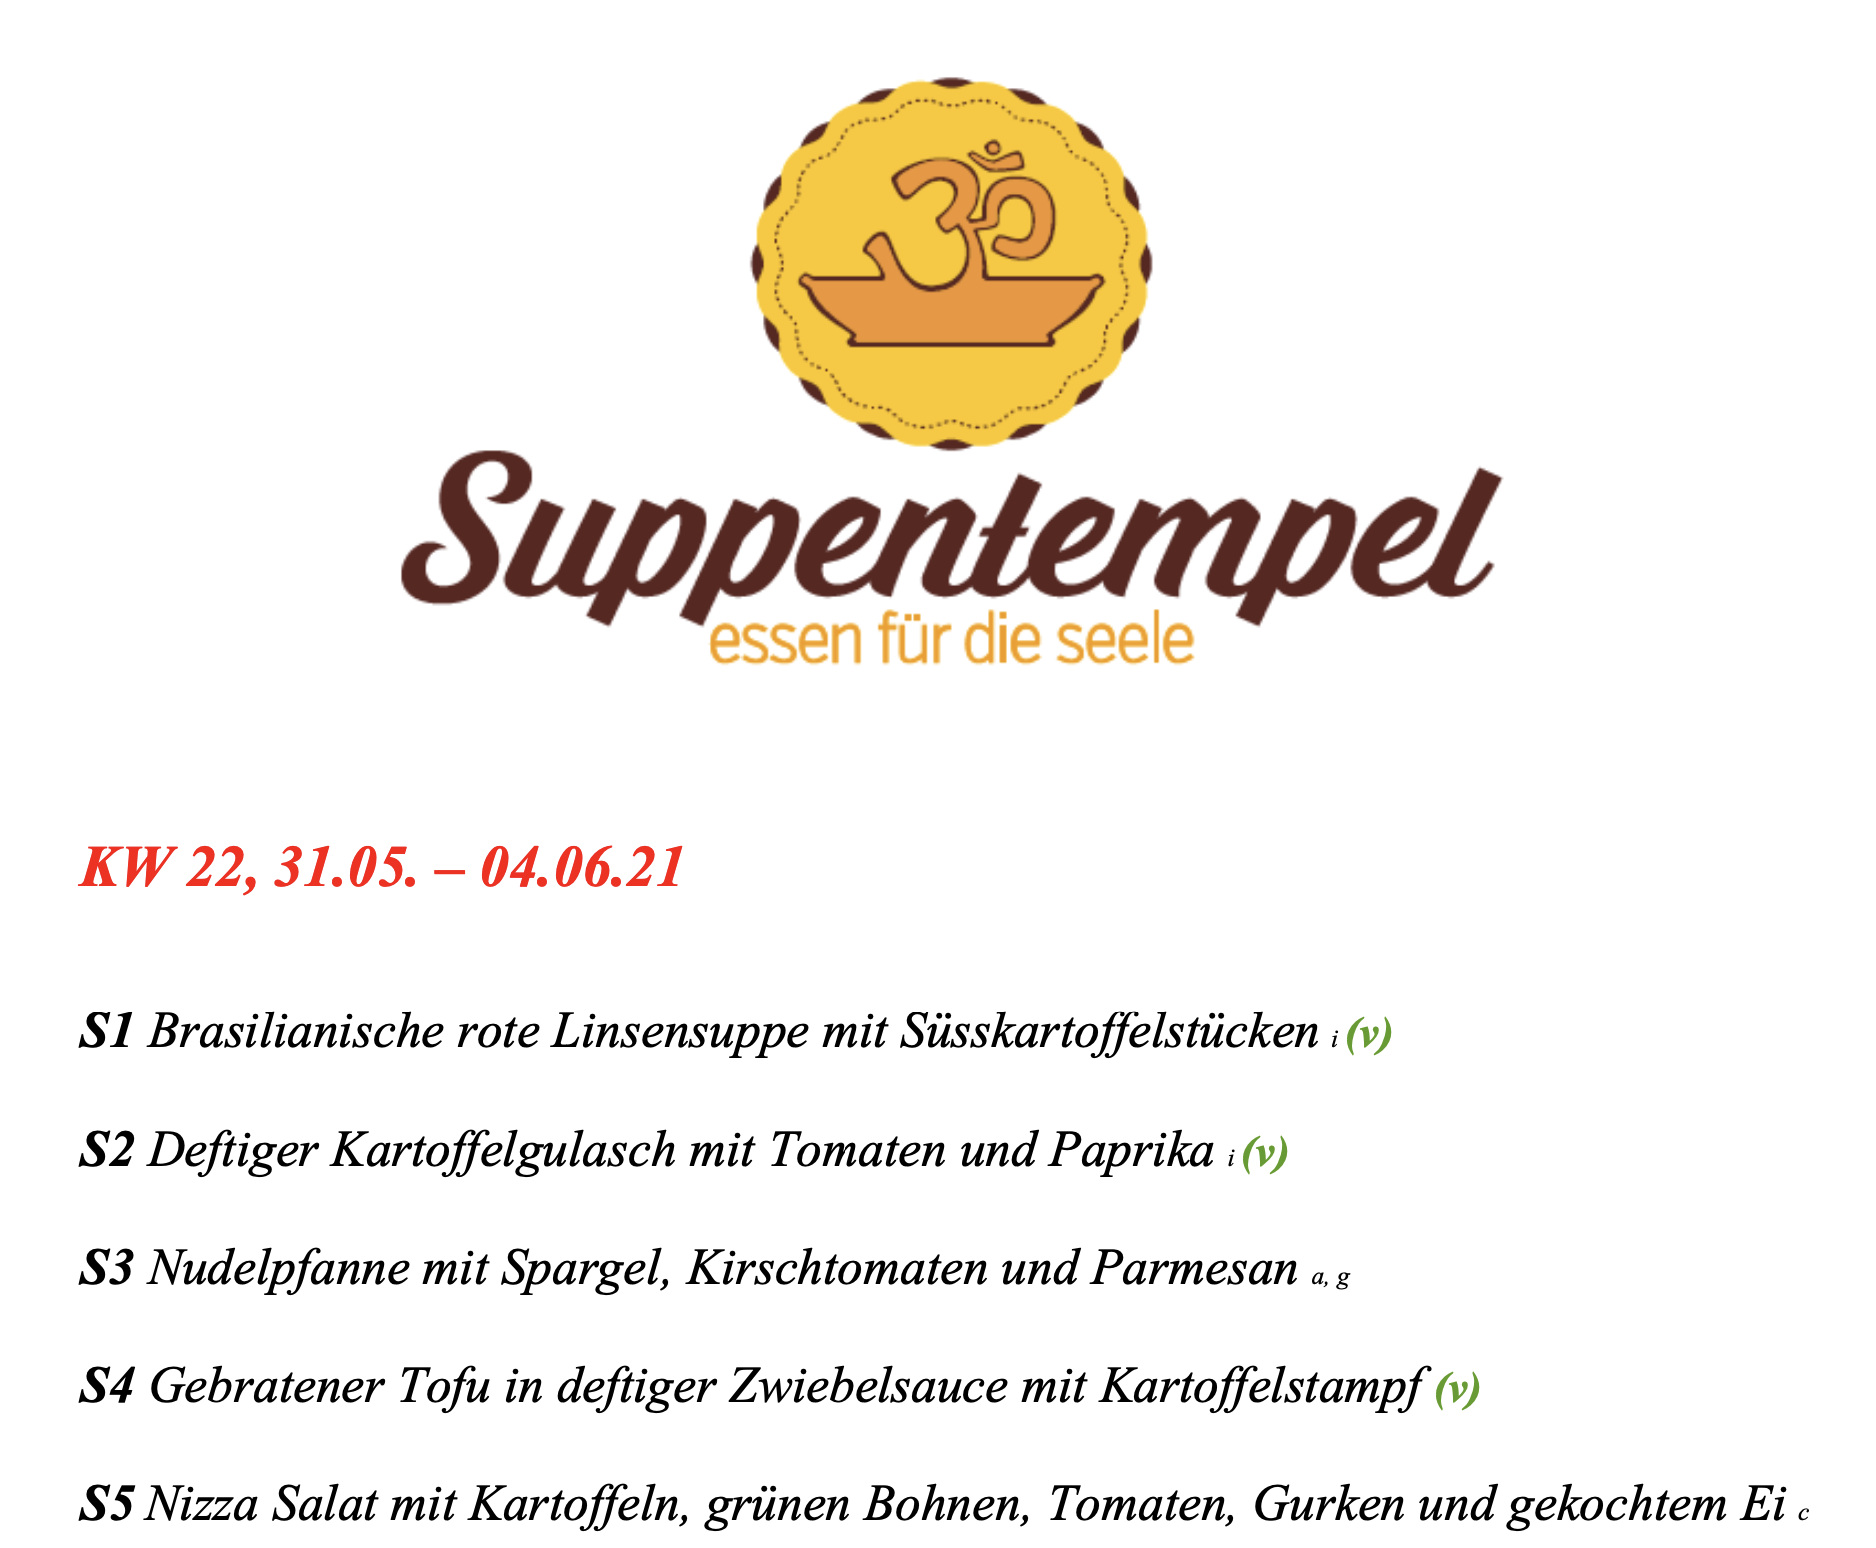 ॐ
Suppentempel
essen für die seele
KW 22, 31.05. – 04.06.21
S1 Brasilianische rote Linsensuppe mit Süsskartoffelstücken i (v)
S2 Deftiger Kartoffelgulasch mit Tomaten und Paprika i (v)
S3 Nudelpfanne mit Spargel, Kirschtomaten und Parmesan a, g
S4 Gebratener Tofu in deftiger Zwiebelsauce mit Kartoffelstampf (v)
S5 Nizza Salat mit Kartoffeln, grünen Bohnen, Tomaten, Gurken und gekochtem Ei c